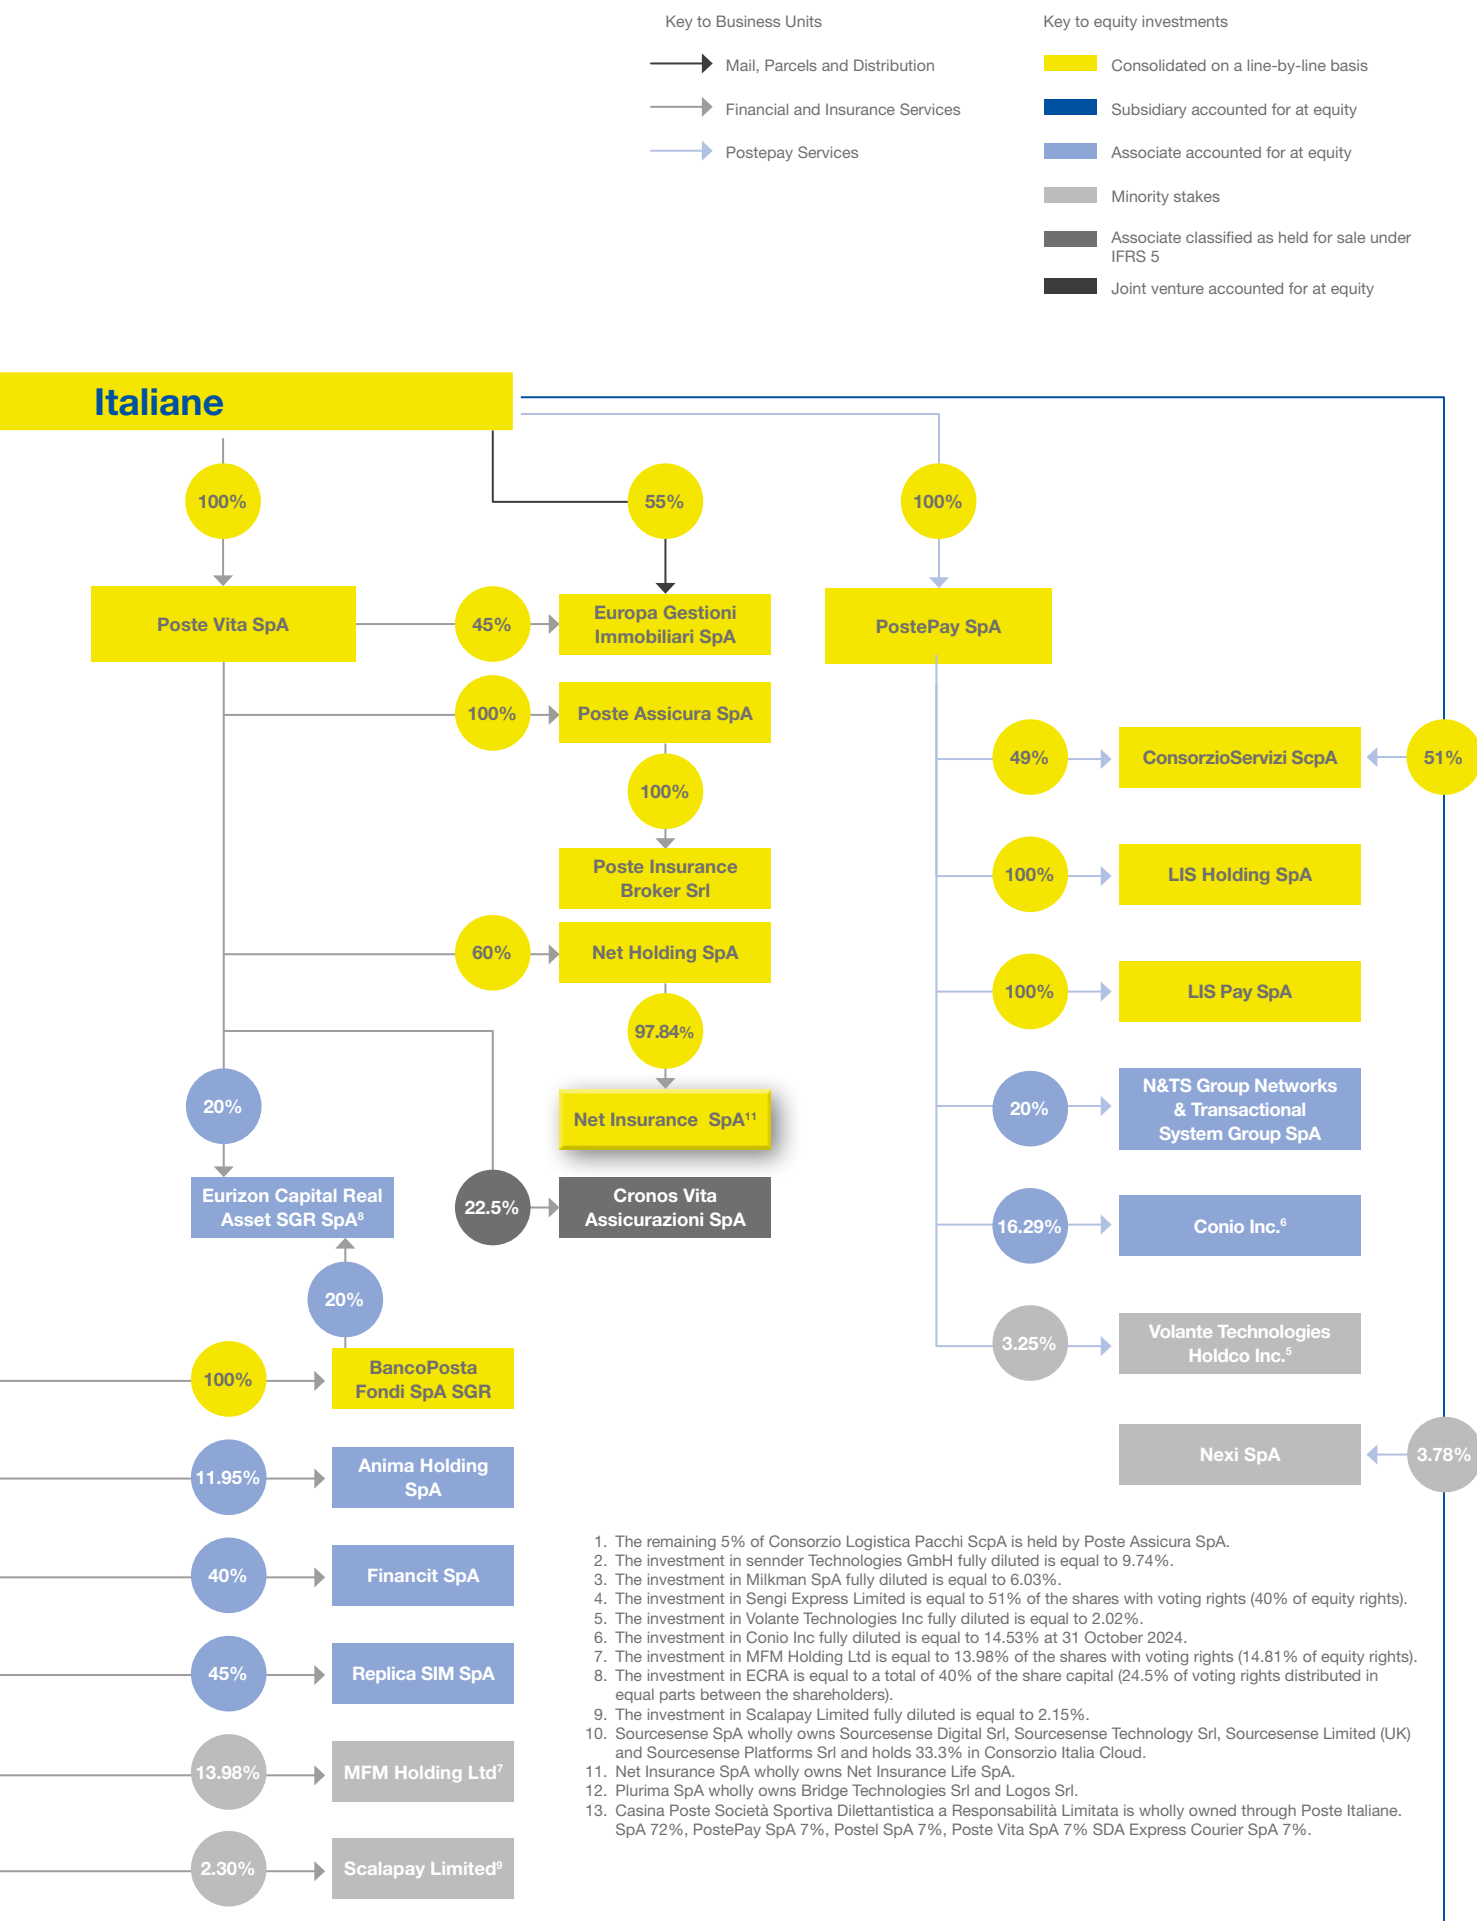 Key to Business Units
Mail, Parcels and Distribution
Financial and Insurance Services
Postepay Services
Key to equity investments
Consolidated on a line-by-line basis
Subsidiary accounted for at equity
Associate accounted for at equity
Minority stakes
Associate classified as held for sale under
IFRS 5
Joint venture accounted for at equity
Italiane
100%
55%
100%
Poste Vita SpA
45%
Europa Gestioni
Immobiliari SpA
PostePay SpA
100%
Poste Assicura SpA
49%
ConsorzioServizi ScpA
51%
100%
Poste Insurance
Broker Srl
100%
LIS Holding SpA
60%
Net Holding SpA
100%
LIS Pay SpA
97.84%
20%
Net Insurance SpA11
20%
N&TS Group Networks
& Transactional
System Group SpA
Eurizon Capital Real
Asset SGR SpA8
22.5%
Cronos Vita
Assicurazioni SpA
16.29%
Conio Inc.6
20%
3.25%
Volante Technologies
Holdco Inc.5
100%
BancoPosta
Fondi SpA SGR
Nexi SpA
3.78%
11.95%
Anima Holding
SpA
40%
Financit SpA
45%
Replica SIM SpA
13.98%
MFM Holding Ltd7
2.30%
Scalapay Limited9
1. The remaining 5% of Consorzio Logistica Pacchi ScpA is held by Poste Assicura SpA.
2. The investment in sennder Technologies GmbH fully diluted is equal to 9.74%.
3. The investment in Milkman SpA fully diluted is equal to 6.03%.
4. The investment in Sengi Express Limited is equal to 51% of the shares with voting rights (40% of equity rights).
5. The investment in Volante Technologies Inc fully diluted is equal to 2.02%.
6. The investment in Conio Inc fully diluted is equal to 14.53% at 31 October 2024.
7. The investment in MFM Holding Ltd is equal to 13.98% of the shares with voting rights (14.81% of equity rights).
8. The investment in ECRA is equal to a total of 40% of the share capital (24.5% of voting rights distributed in
equal parts between the shareholders).
9. The investment in Scalapay Limited fully diluted is equal to 2.15%.
10. Sourcesense SpA wholly owns Sourcesense Digital Srl, Sourcesense Technology Srl, Sourcesense Limited (UK)
and Sourcesense Platforms Srl and holds 33.3% in Consorzio Italia Cloud.
11. Net Insurance SpA wholly owns Net Insurance Life SpA.
12. Plurima SpA wholly owns Bridge Technologies Srl and Logos Srl.
13. Casina Poste Società Sportiva Dilettantistica a Responsabilità Limitata is wholly owned through Poste Italiane.
SpA 72%, PostePay SpA 7%, Postel SpA 7%, Poste Vita SpA 7% SDA Express Courier SpA 7%.